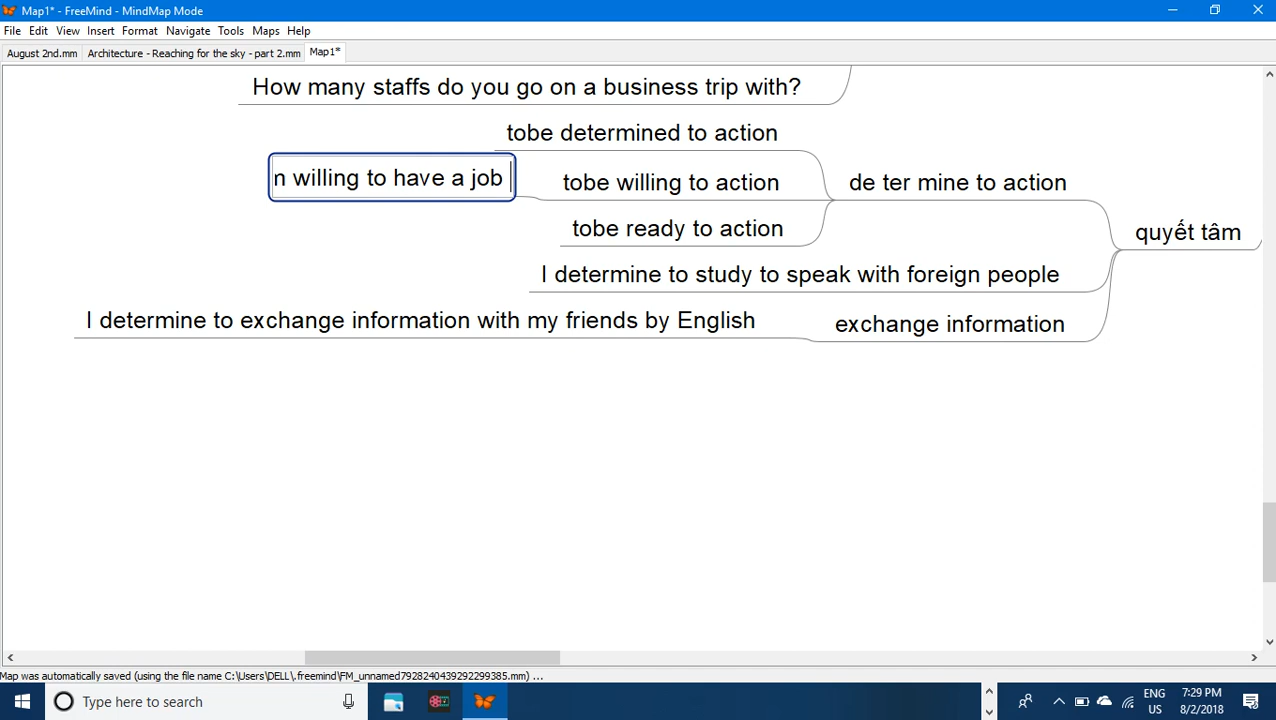 Map1* - FreeMind - MindMap Mode
File Edit View Insert Format Navigate Tools Maps Help
August 2nd.mm Architecture - Reaching for the sky - part 2.mm Map1*
How many staffs do you go on a business trip with?
tobe determined to action
n willing to have a job
tobe willing to action
de ter mine to action
tobe ready to action
quyết tâm
I determine to study to speak with foreign people
I determine to exchange information with my friends by English
exchange information
Map was automatically saved (using the file name C:\Users\DELL\.freemind\FM_unnamed7928240439292299385.mm) ...
Type here to search
ENG
US
7:29 PM
8/2/2018